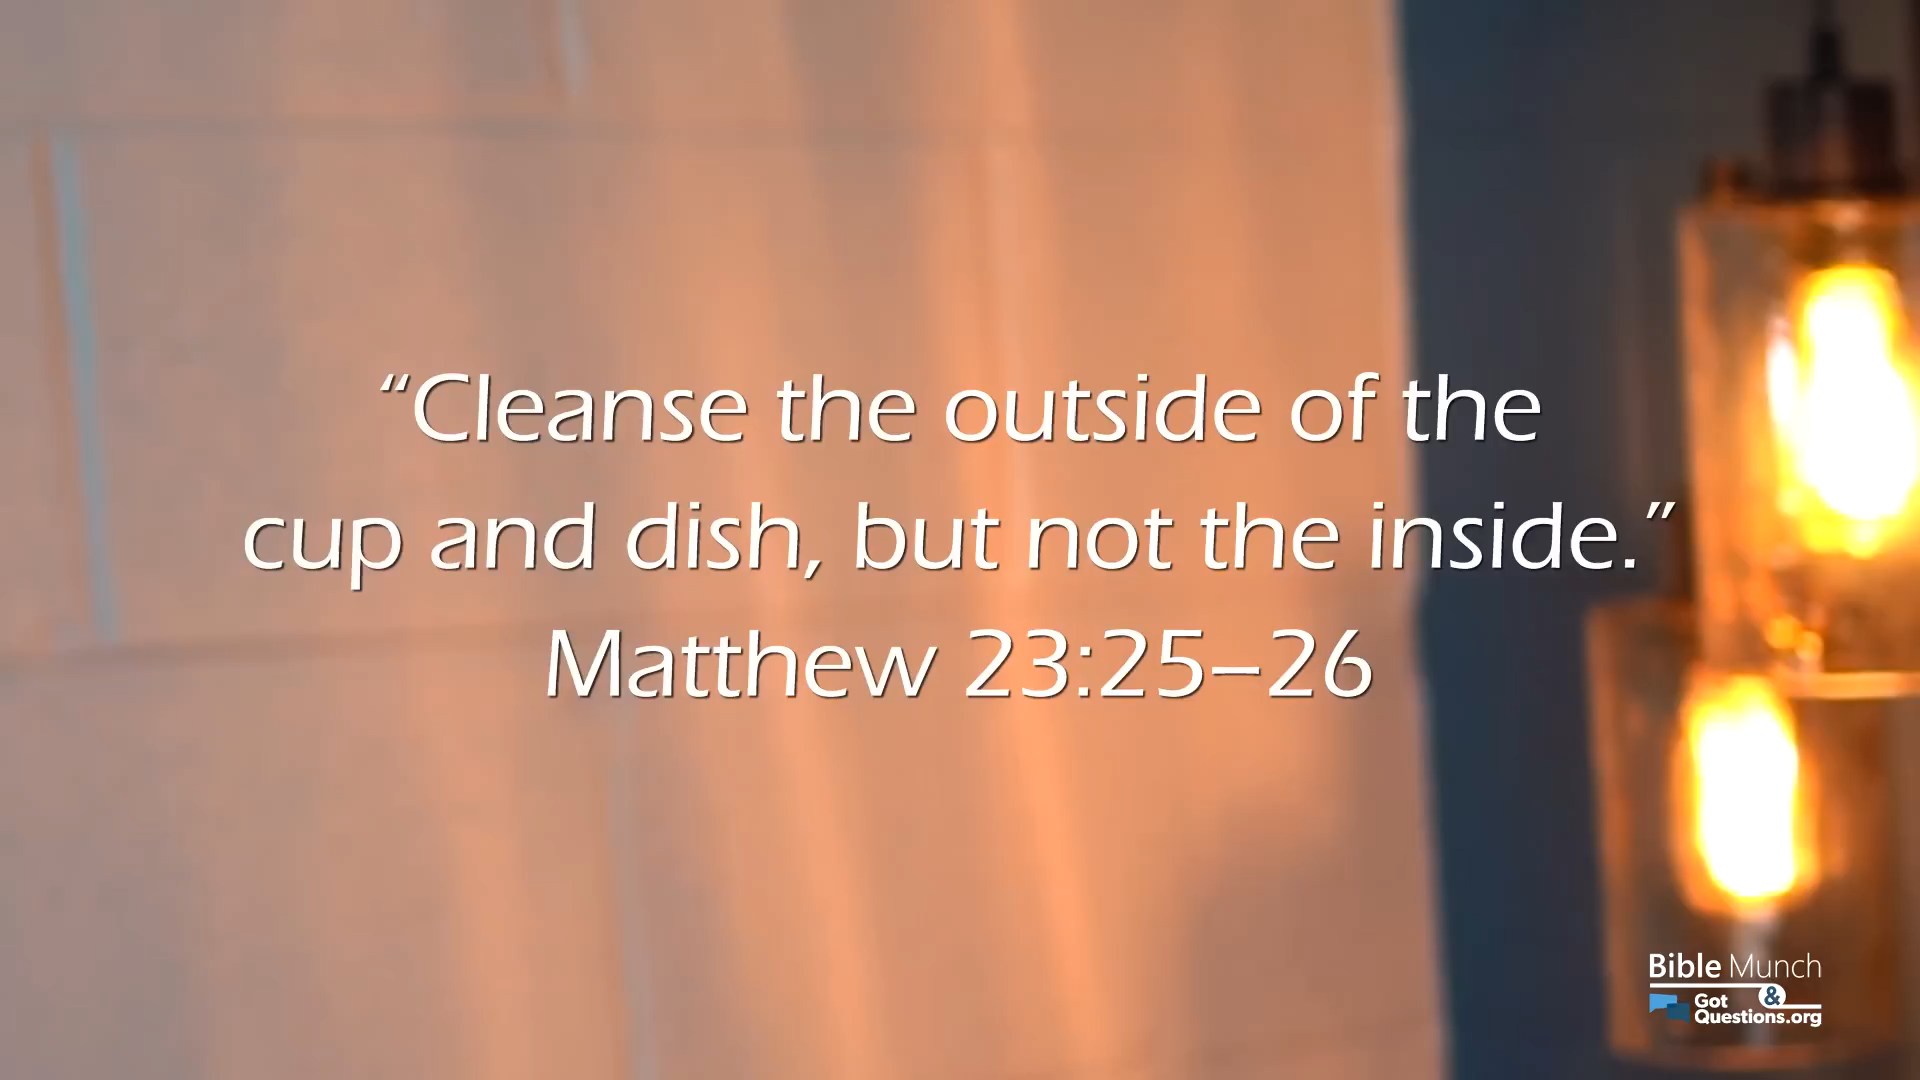 “Cleanse the outside of the
cup and dish, but not the inside.”
Matthew 23:25–26
Bible Munch
&
Got
Questions.org